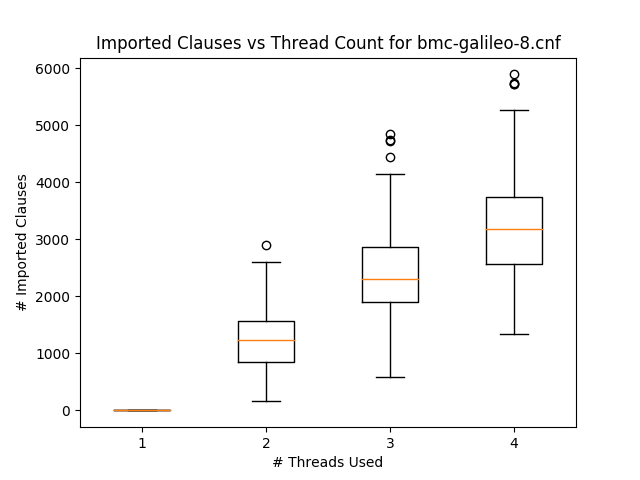 Imported Clauses vs Thread Count for bmc-galileo-8.cnf
6000
5000
4000
3000
2000
1000
0
# Imported Clauses
1 2 3 4
# Threads Used